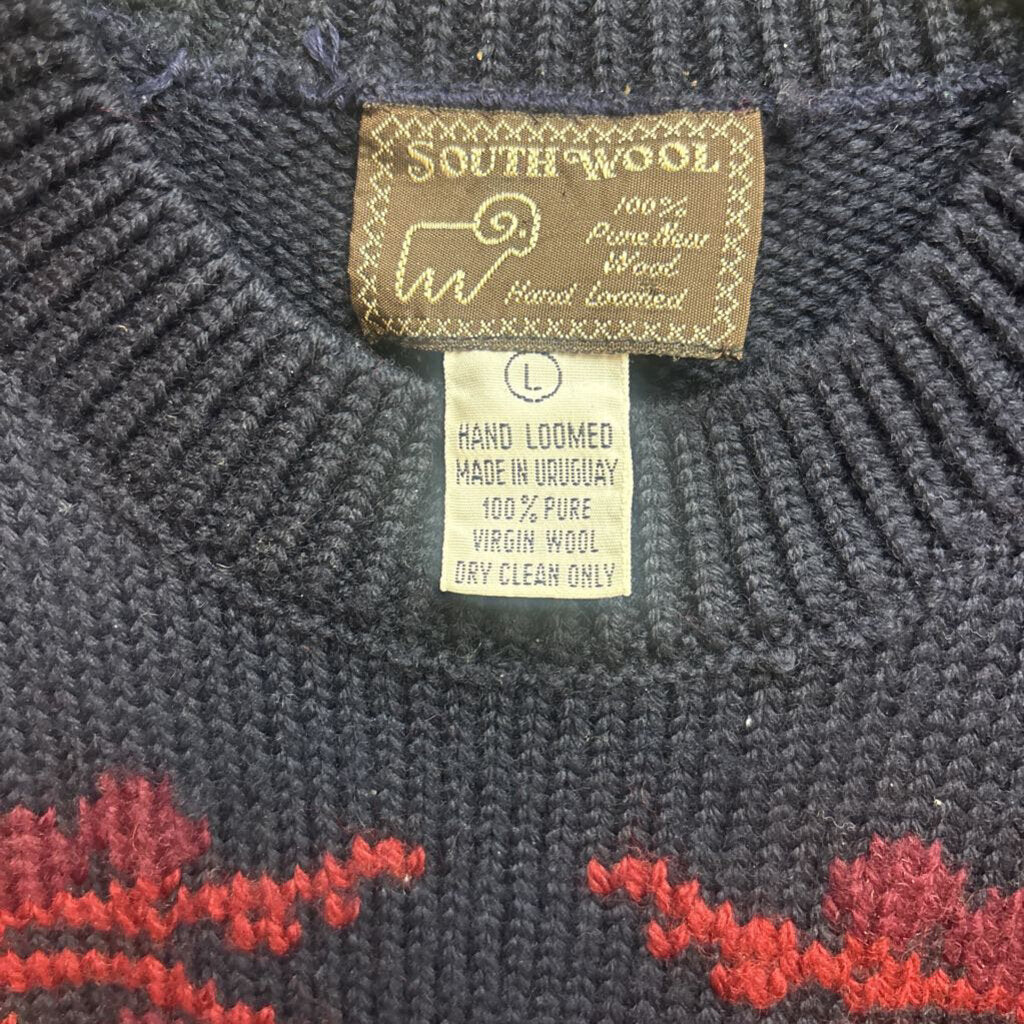 SOUTH WOOL
100%
Pure New
Wool
Hand Loomed
L
HAND LOOMED
MADE IN URUGUAY
100% PURE
VIRGIN WOOL
DRY CLEAN ONLY